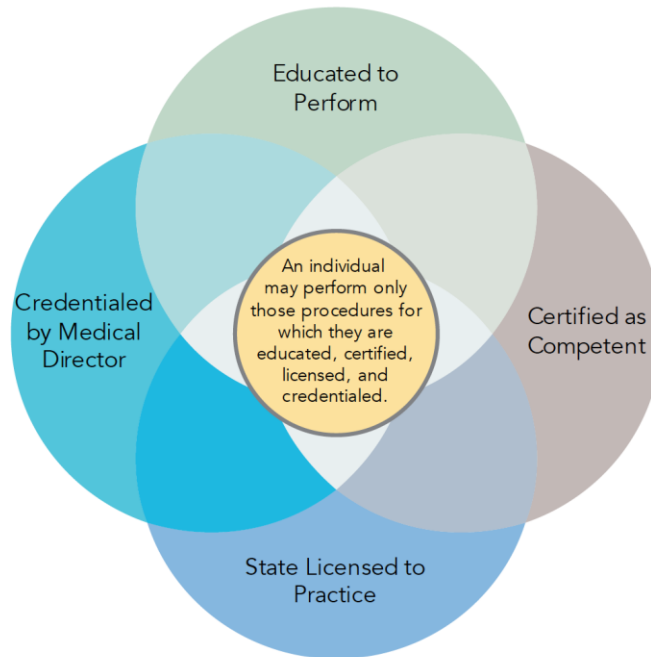 Educated to
Perform
An individual
may perform only
those procedures for
which they are
educated, certified,
licensed, and
credentialed.
Credentialed
by Medical
Director
Certified as
Competent
State Licensed to
Practice